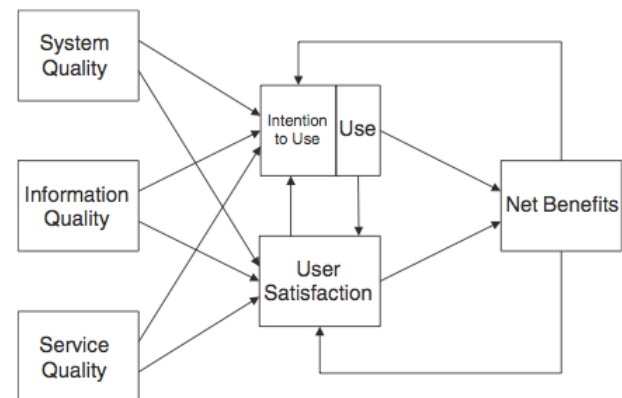 System
Quality
Intention
to Use
Use
Information
Quality
Net Benefits
User
Satisfaction
Service
Quality